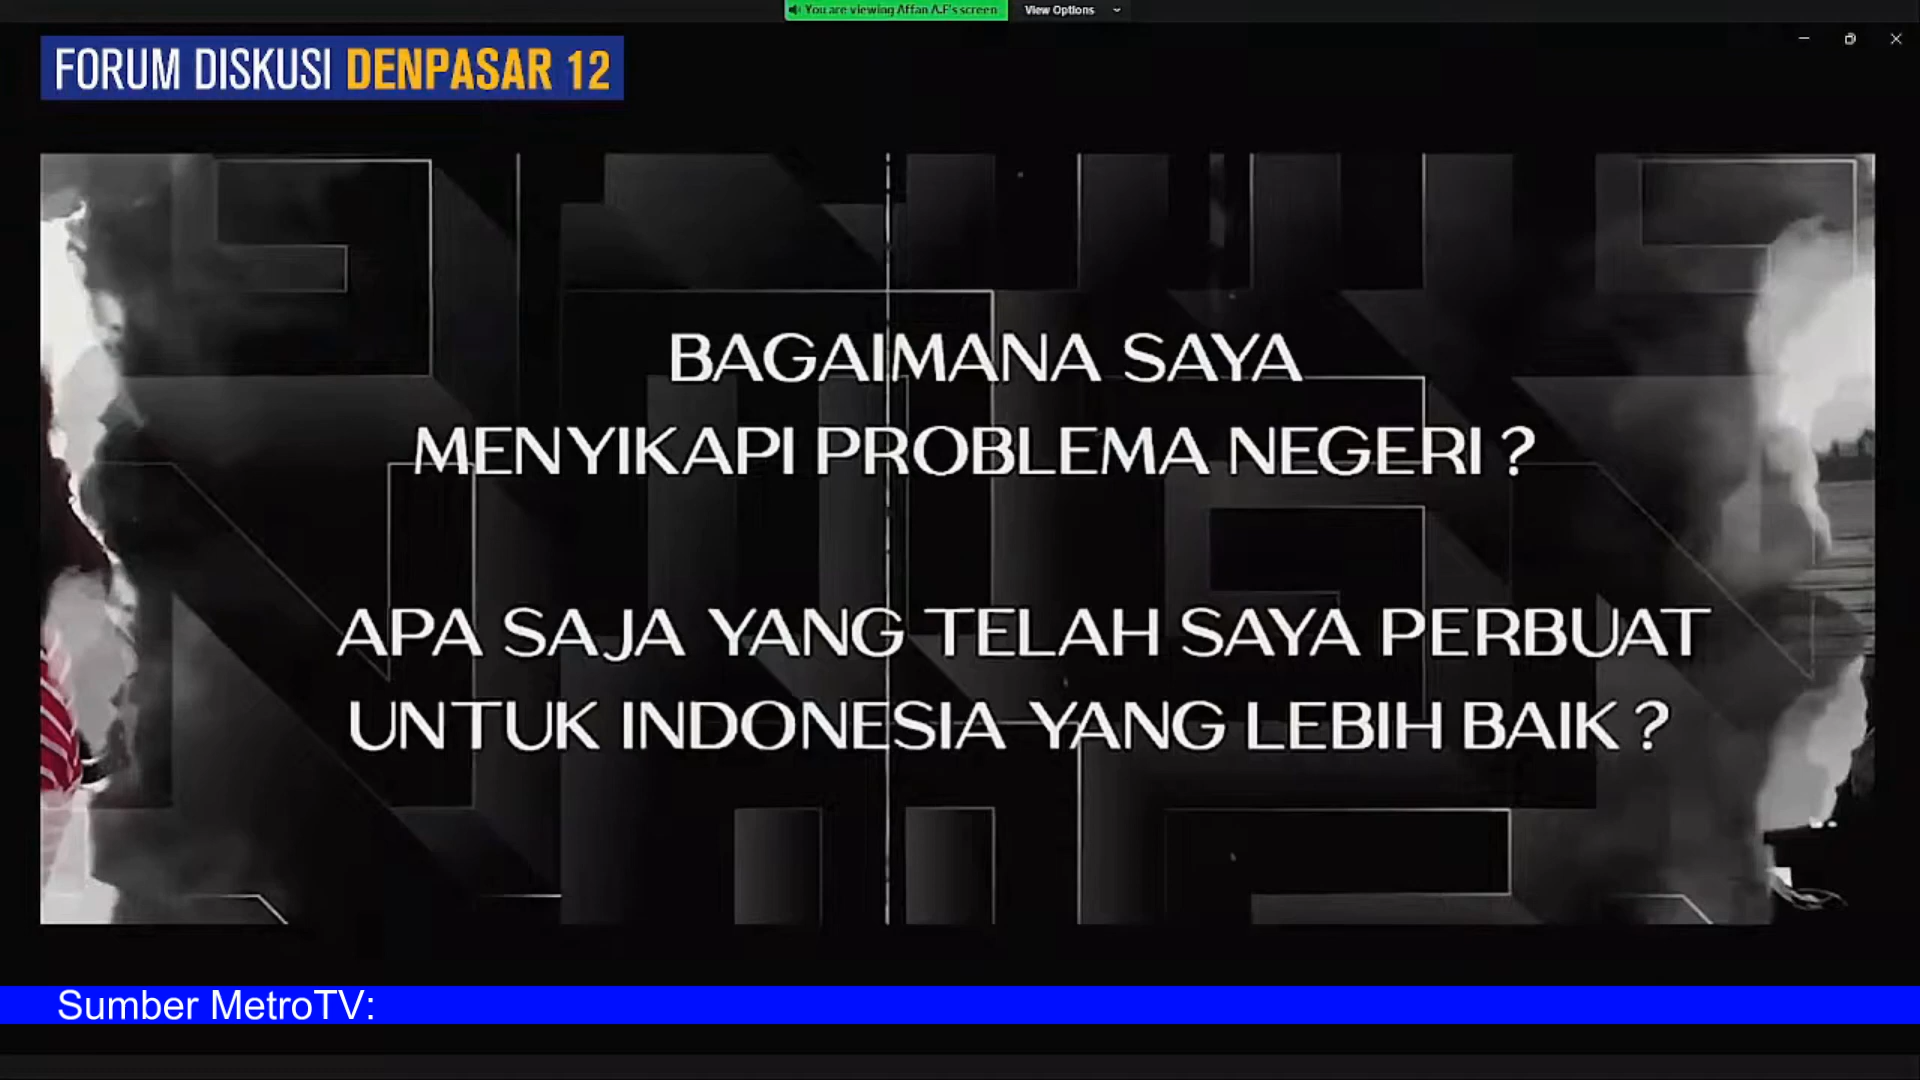 You are viewing Affan A.F's screen View Options
FORUM DISKUSI DENPASAR 12
BAGAIMANA SAYA
MENYIKAPI PROBLEMA NEGERI ?
APA SAJA YANG TELAH SAYA PERBUAT
UNTUK INDONESIA YANG LEBIH BAIK ?
Sumber MetroTV: